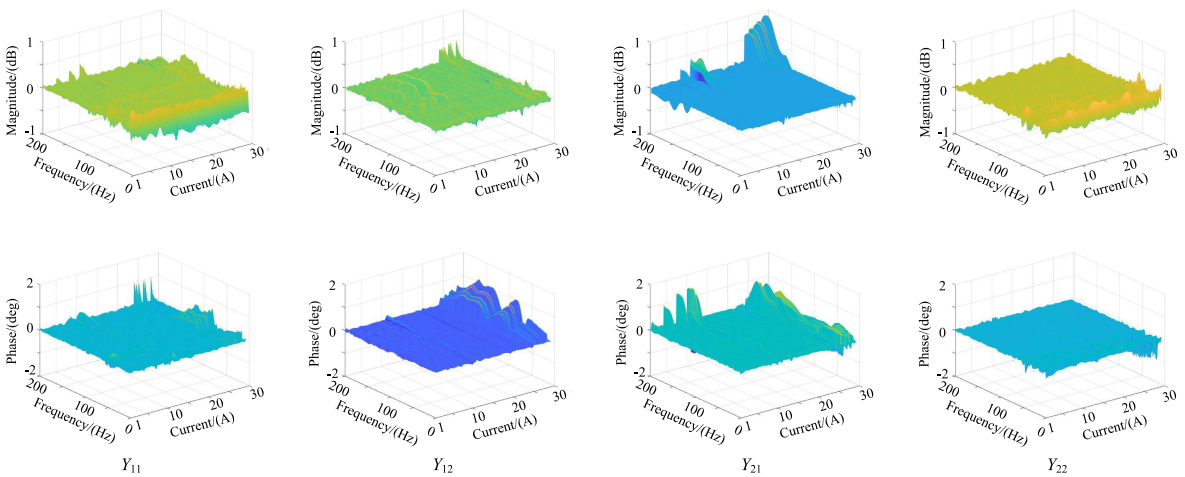 1
0
-1
Magnitude/(dB)
200
100
0
Frequency/(Hz)
1
10
20
30
Current/(A)
1
0
-1
Magnitude/(dB)
200
100
0
Frequency/(Hz)
1
10
20
30
Current/(A)
1
0
-1
Magnitude/(dB)
200
100
0
Frequency/(Hz)
1
10
20
30
Current/(A)
1
0
-1
Magnitude/(dB)
200
100
0
Frequency/(Hz)
1
10
20
30
Current/(A)
2
0
-2
Phase/(deg)
200
100
0
Frequency/(Hz)
1
10
20
30
Current/(A)
2
0
-2
Phase/(deg)
200
100
0
Frequency/(Hz)
1
10
20
30
Current/(A)
2
0
-2
Phase/(deg)
200
100
0
Frequency/(Hz)
1
10
20
30
Current/(A)
2
0
-2
Phase/(deg)
200
100
0
Frequency/(Hz)
1
10
20
30
Current/(A)
Y₁₁
Y₁₂
Y₂₁
Y₂₂